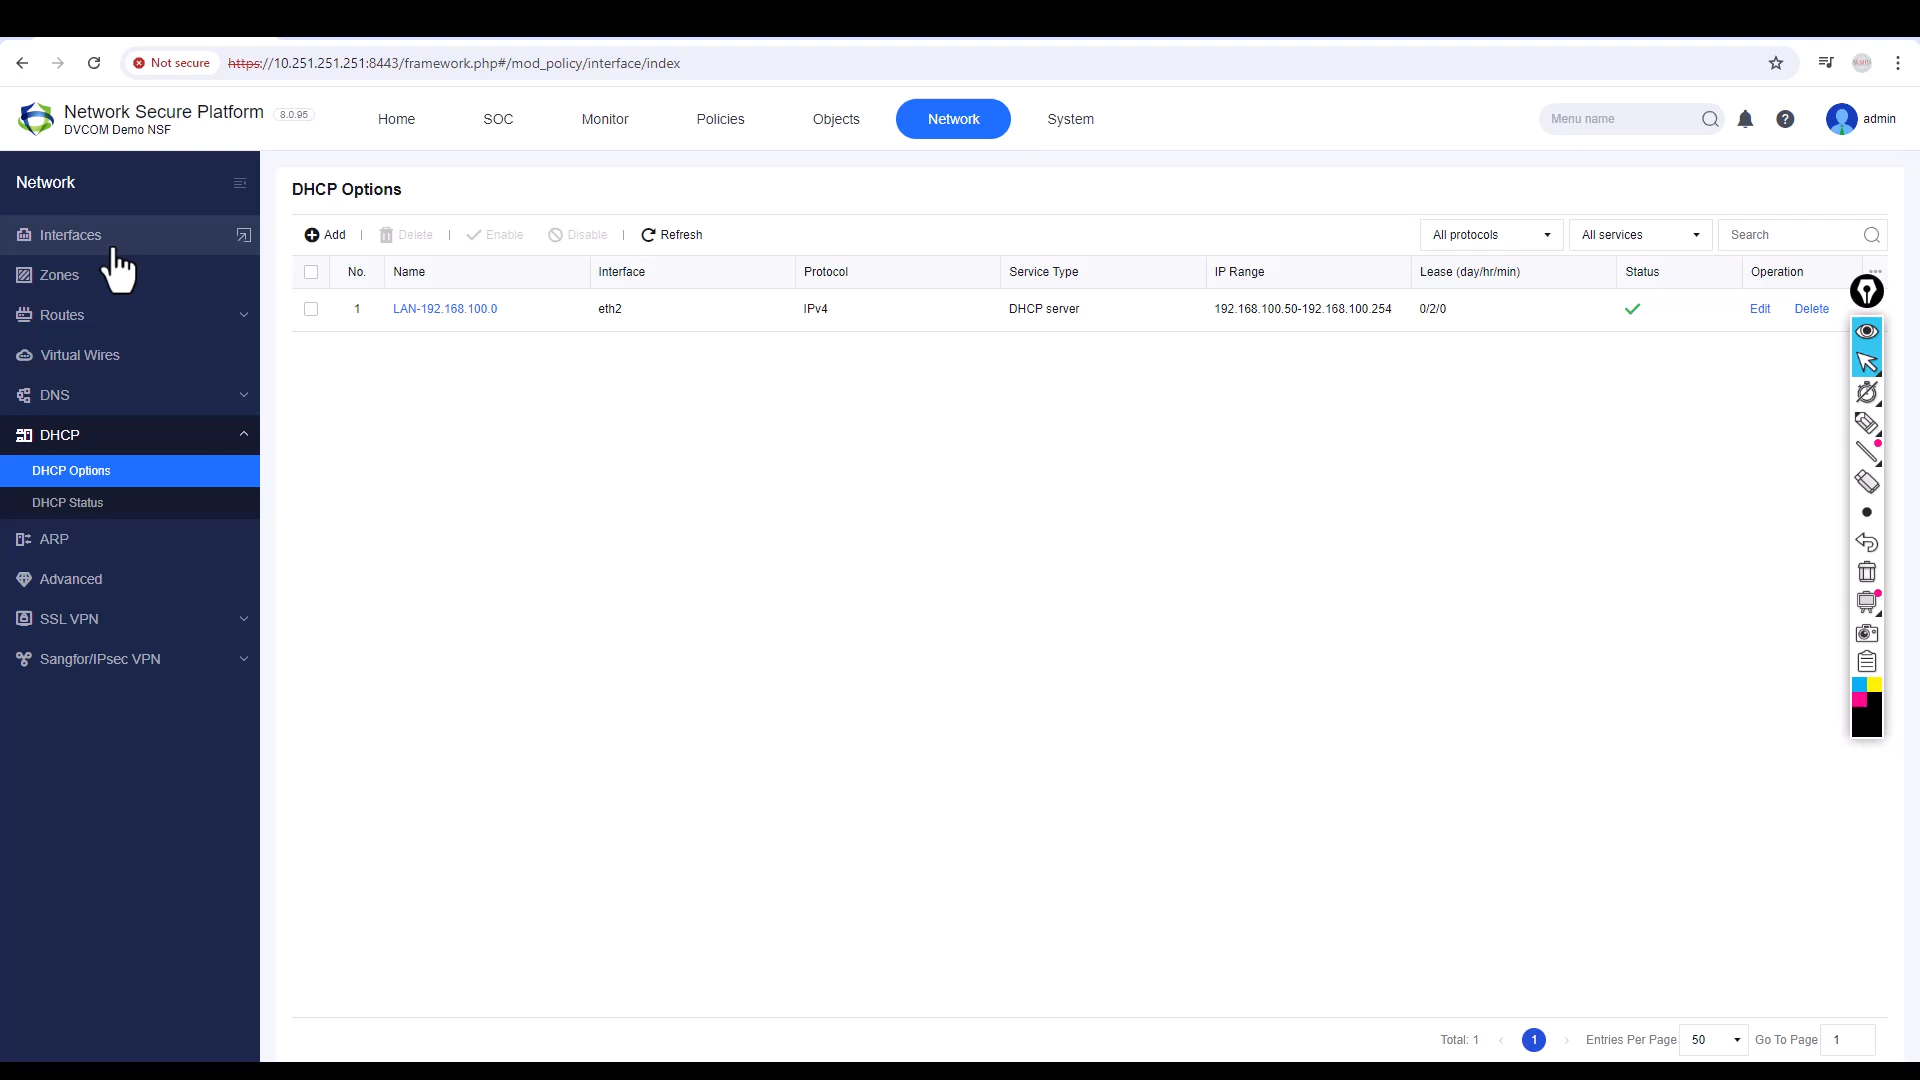 Not secure https://10.251.251.251:8443/framework.php#/mod_policy/interface/index
Network Secure Platform 8.0.95
DVCOM Demo NSF
Home SOC Monitor Policies Objects Network System
Menu name
admin
Network
Interfaces
Zones
Routes
Virtual Wires
DNS
DHCP
DHCP Options
DHCP Status
ARP
Advanced
SSL VPN
Sangfor/IPsec VPN
DHCP Options
Add Delete Enable Disable Refresh
All protocols All services Search
No. Name Interface Protocol Service Type IP Range Lease (day/hr/min) Status Operation
1 LAN-192.168.100.0 eth2 IPv4 DHCP server 192.168.100.50-192.168.100.254 0/2/0 Edit Delete
Total: 1 1 Entries Per Page 50 Go To Page 1